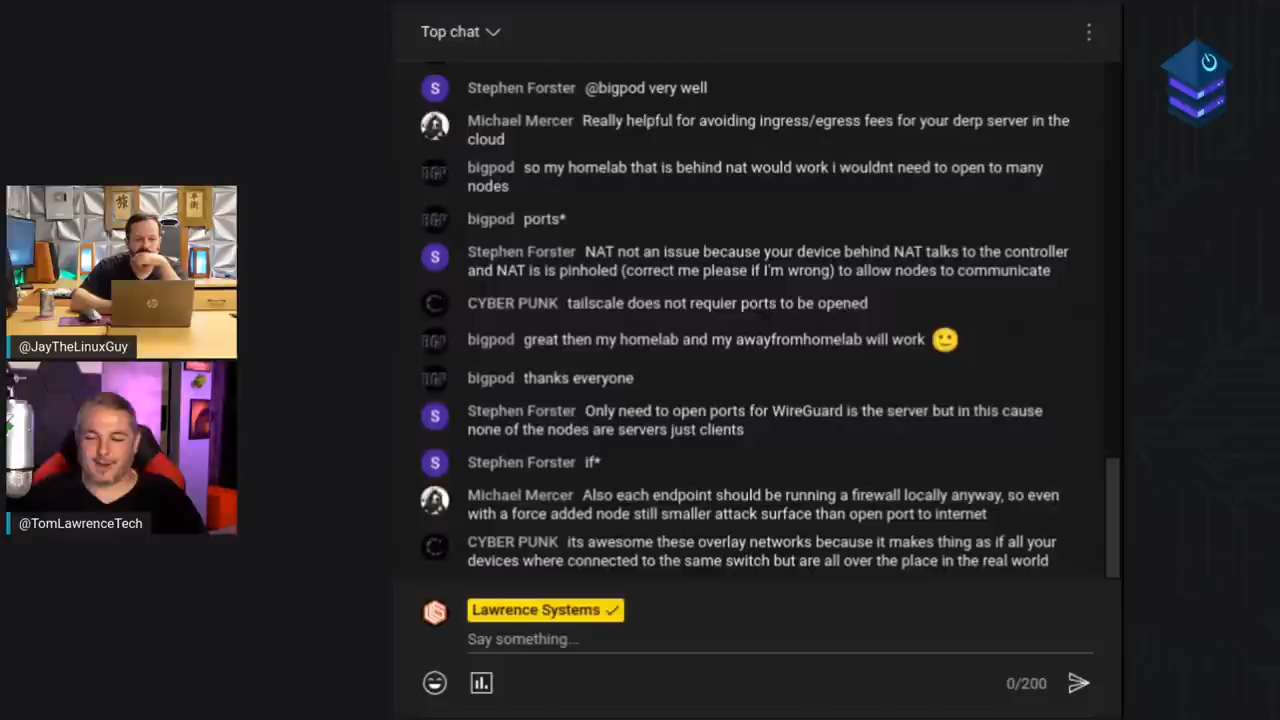 Top chat
Stephen Forster @bigpod very well
Michael Mercer Really helpful for avoiding ingress/egress fees for your derp server in the
cloud
bigpod so my homelab that is behind nat would work i wouldnt need to open to many
nodes
bigpod ports*
Stephen Forster NAT not an issue because your device behind NAT talks to the controller
and NAT is is pinholed (correct me please if I'm wrong) to allow nodes to communicate
CYBER PUNK tailscale does not requier ports to be opened
bigpod great then my homelab and my awayfromhomelab will work 🙂
bigpod thanks everyone
Stephen Forster Only need to open ports for WireGuard is the server but in this cause
none of the nodes are servers just clients
Stephen Forster if*
Michael Mercer Also each endpoint should be running a firewall locally anyway, so even
with a force added node still smaller attack surface than open port to internet
CYBER PUNK its awesome these overlay networks because it makes thing as if all your
devices where connected to the same switch but are all over the place in the real world
Lawrence Systems
Say something...
0/200
@JayTheLinuxGuy
@TomLawrenceTech